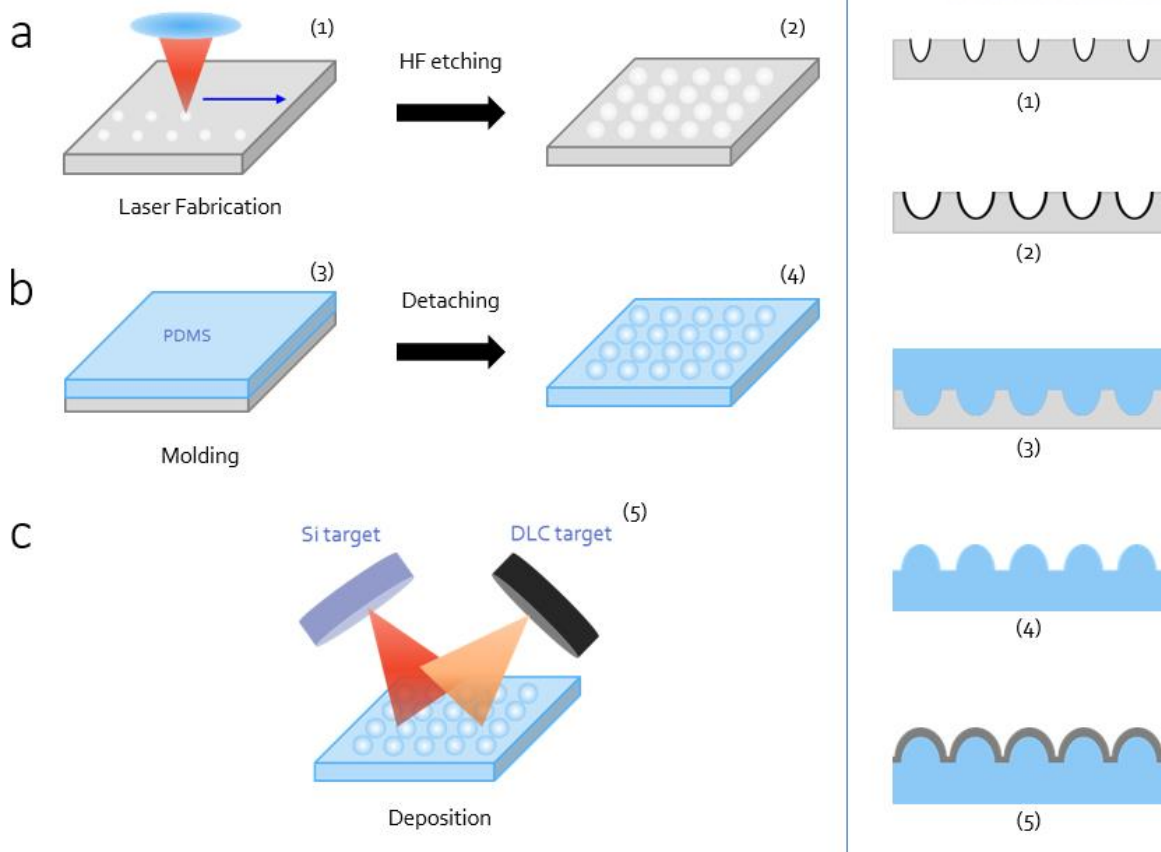 a
(1)
HF etching
(2)
Laser Fabrication
b
(3)
PDMS
Detaching
(4)
Molding
c
Si target
DLC target
(5)
Deposition
(1)
(2)
(3)
(4)
(5)